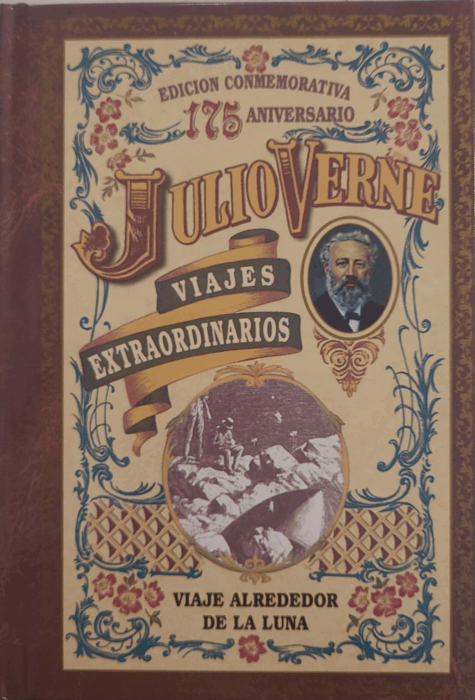 EDICION CONMEMORATIVA
175 ANIVERSARIO
JULIO VERNE
VIAJES
EXTRAORDINARIOS
VIAJE ALREDEDOR
DE LA LUNA